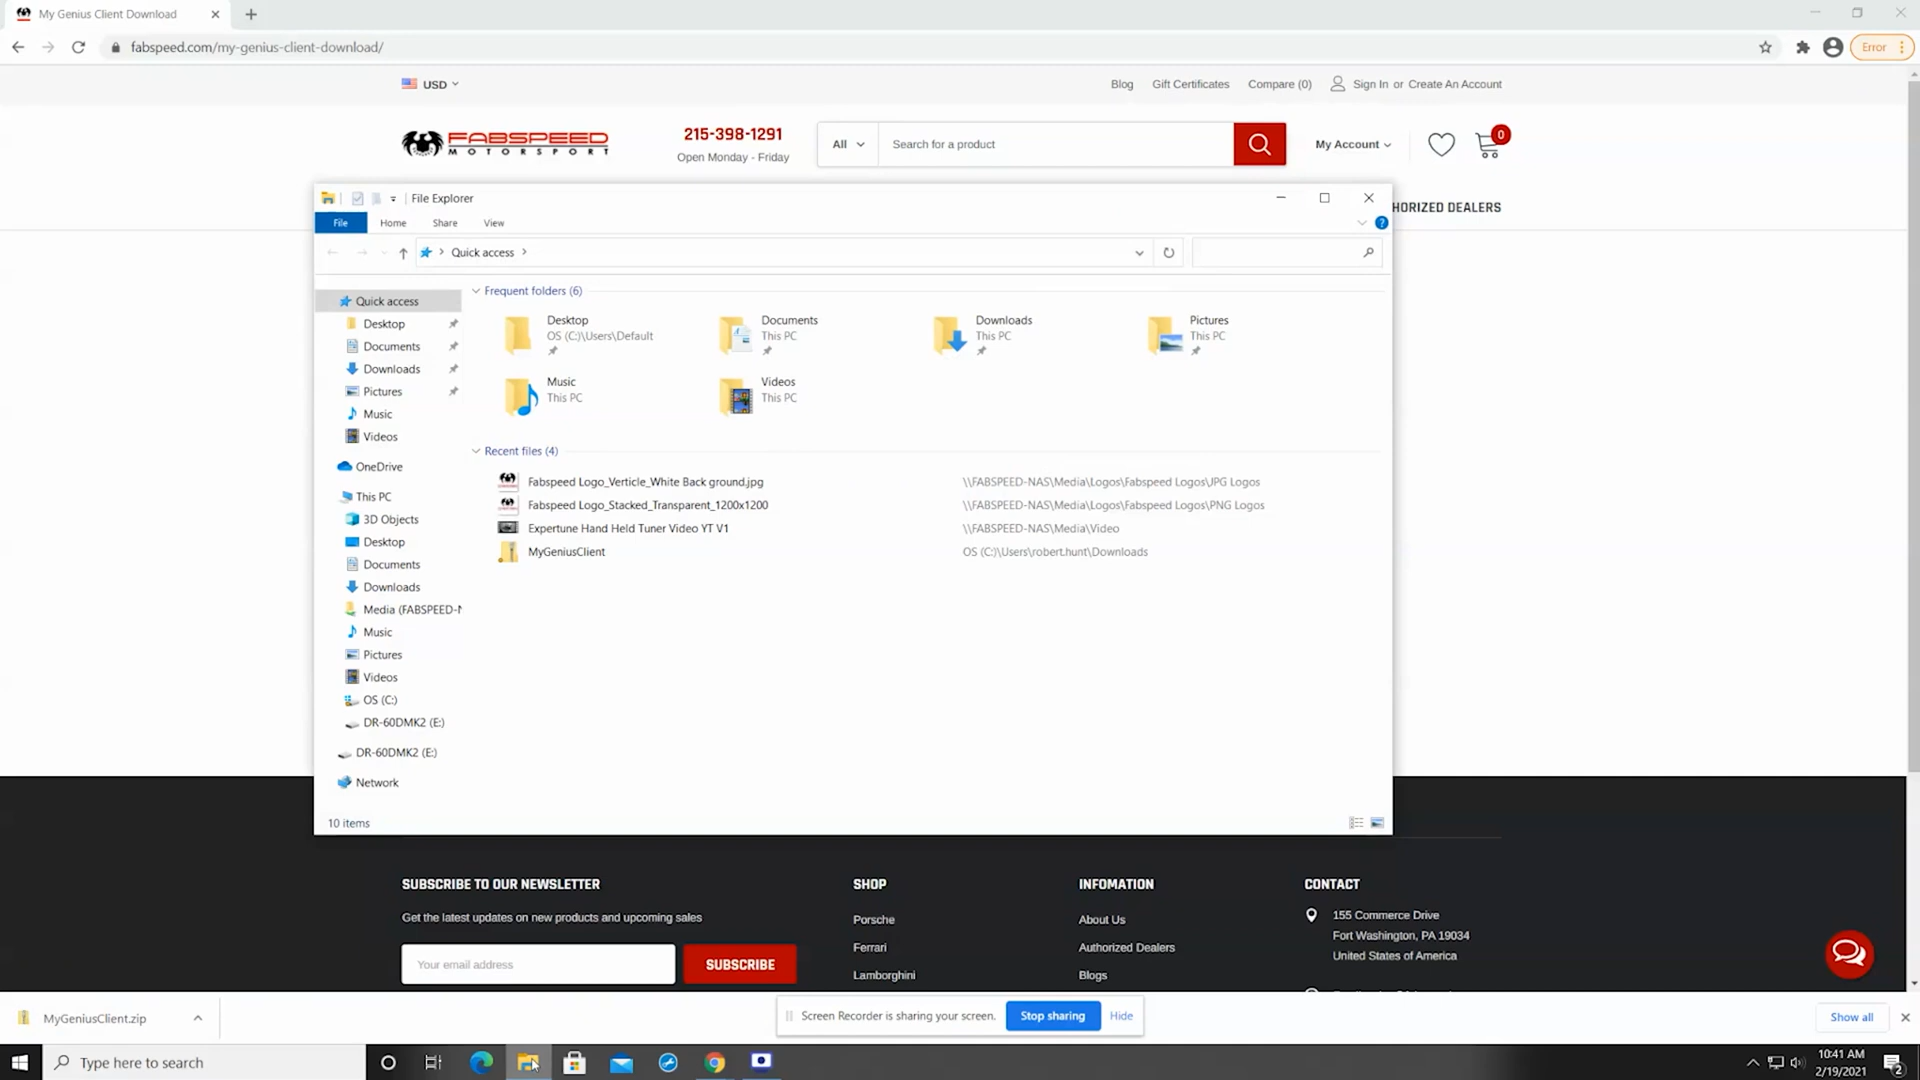 My Genius Client Download
fabspeed.com/my-genius-client-download/
Error
USD
Blog Gift Certificates Compare (0) Sign In or Create An Account
FABSPEED
MOTORSPORT
215-398-1291
Open Monday - Friday
All Search for a product
My Account
0
HORIZED DEALERS
File Explorer
File Home Share View
Quick access
Quick access
Desktop
Documents
Downloads
Pictures
Music
Videos
OneDrive
This PC
3D Objects
Desktop
Documents
Downloads
Media (FABSPEED-N
Music
Pictures
Videos
OS (C:)
DR-60DMK2 (E:)
DR-60DMK2 (E:)
Network
Frequent folders (6)
Desktop
OS (C:)\Users\Default
Documents
This PC
Downloads
This PC
Pictures
This PC
Music
This PC
Videos
This PC
Recent files (4)
Fabspeed Logo_Verticle_White Back ground.jpg \\FABSPEED-NAS\Media\Logos\Fabspeed Logos\JPG Logos
Fabspeed Logo_Stacked_Transparent_1200x1200 \\FABSPEED-NAS\Media\Logos\Fabspeed Logos\PNG Logos
Expertune Hand Held Tuner Video YT V1 \\FABSPEED-NAS\Media\Video
MyGeniusClient OS (C:)\Users\robert.hunt\Downloads
10 items
SUBSCRIBE TO OUR NEWSLETTER
Get the latest updates on new products and upcoming sales
Your email address
SUBSCRIBE
SHOP
Porsche
Ferrari
Lamborghini
INFOMATION
About Us
Authorized Dealers
Blogs
CONTACT
155 Commerce Drive
Fort Washington, PA 19034
United States of America
MyGeniusClient.zip
Screen Recorder is sharing your screen. Stop sharing Hide
Show all
Type here to search
10:41 AM
2/19/2021
2